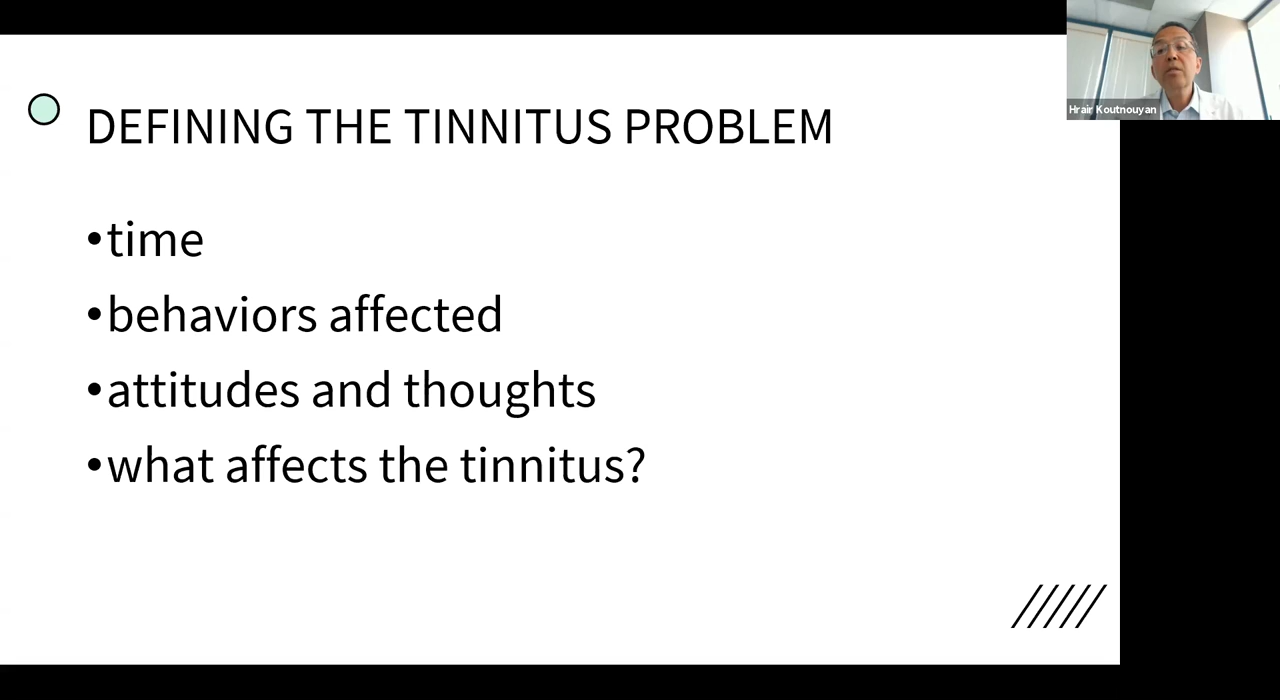 DEFINING THE TINNITUS PROBLEM
•time
•behaviors affected
•attitudes and thoughts
•what affects the tinnitus?
Hrair Koutnouyan